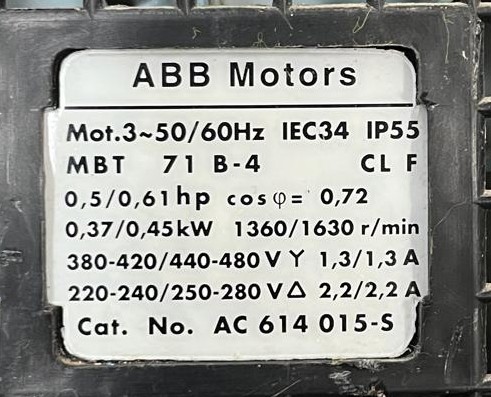 ABB Motors
Mot.3~50/60Hz IEC34 IP55
MBT 71 B-4 CL F
0,5/0,61hp cosφ= 0,72
0,37/0,45kW 1360/1630 r/min
380-420/440-480 V Y 1,3/1,3 A
220-240/250-280 V Δ 2,2/2,2 A
Cat. No. AC 614 015-S